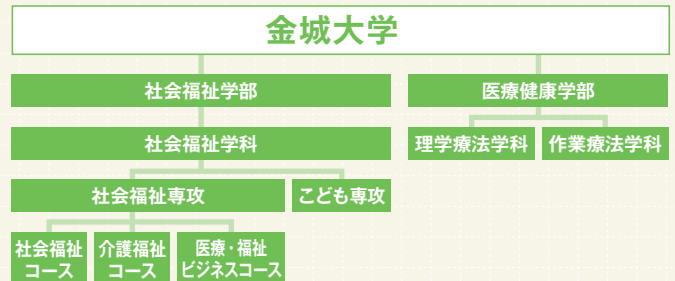 金城大学
社会福祉学部
医療健康学部
社会福祉学科
理学療法学科
作業療法学科
社会福祉専攻
こども専攻
社会福祉
コース
介護福祉
コース
医療・福祉
ビジネスコース